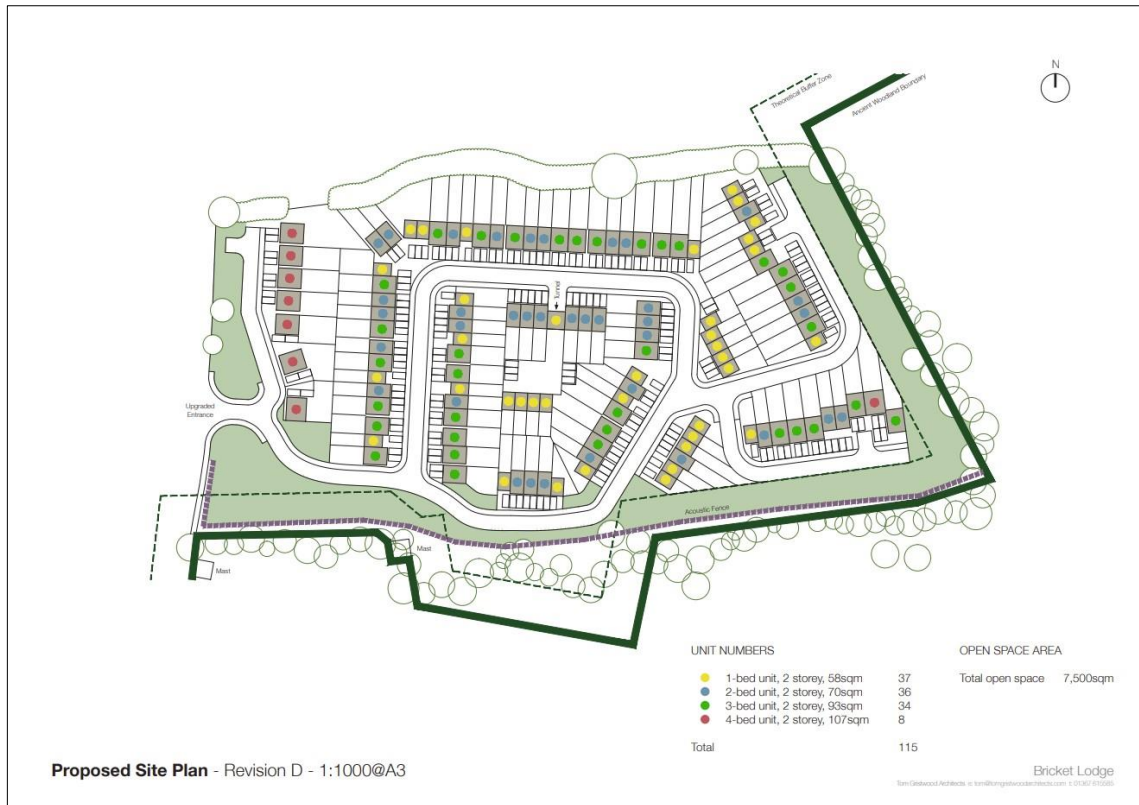 N
Theoretical Buffer Zone
Ancient Woodland Boundary
Tunnel
Upgraded
Entrance
Acoustic Fence
Mast
Mast
UNIT NUMBERS
1-bed unit, 2 storey, 58sqm 37
2-bed unit, 2 storey, 70sqm 36
3-bed unit, 2 storey, 93sqm 34
4-bed unit, 2 storey, 107sqm 8
Total 115
OPEN SPACE AREA
Total open space 7,500sqm
Proposed Site Plan - Revision D - 1:1000@A3
Bricket Lodge